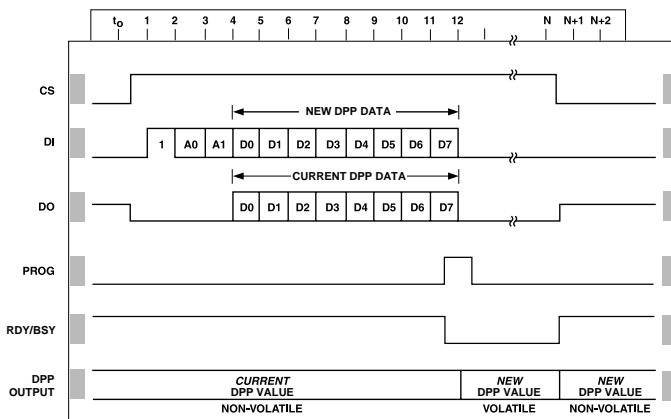 to 1 2 3 4 5 6 7 8 9 10 11 12 N N+1 N+2
CS
NEW DPP DATA
DI
1 A0 A1 D0 D1 D2 D3 D4 D5 D6 D7
CURRENT DPP DATA
DO
D0 D1 D2 D3 D4 D5 D6 D7
PROG
RDY/BSY
DPP
OUTPUT
CURRENT
DPP VALUE
NON-VOLATILE
NEW
DPP VALUE
VOLATILE
NEW
DPP VALUE
NON-VOLATILE